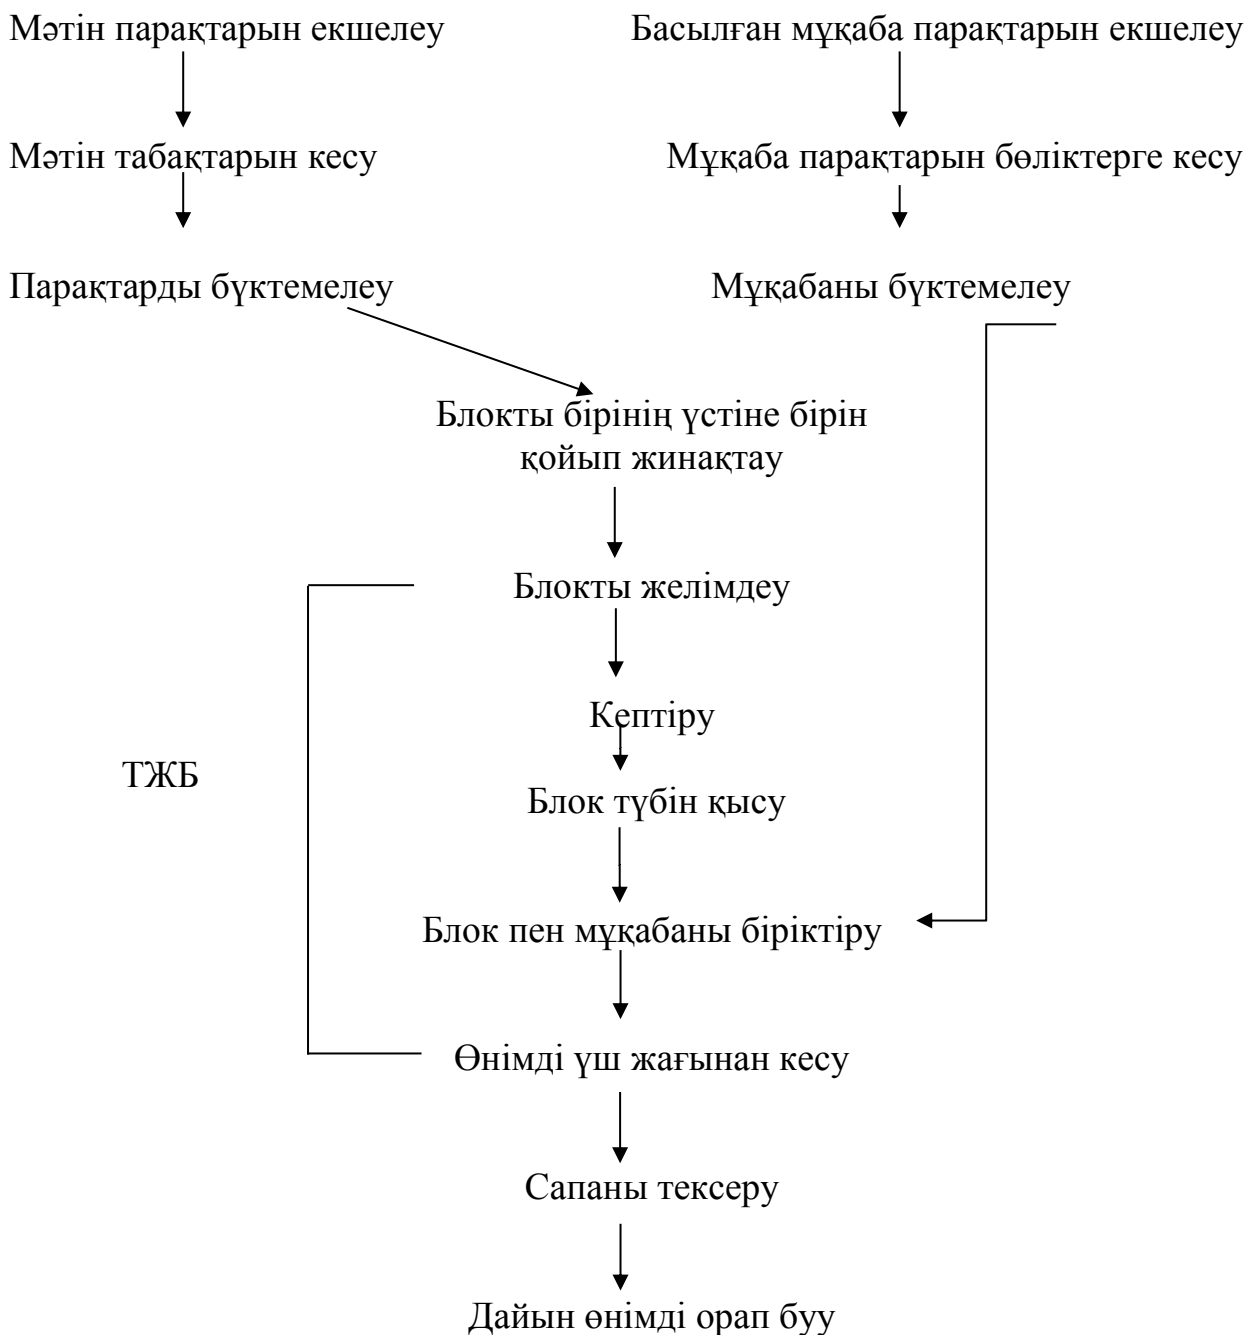 Мәтін парақтарын екшелеу
Басылған мұқаба парақтарын екшелеу
Мәтін табақтарын кесу
Мұқаба парақтарын бөліктерге кесу
Парақтарды бүктемелеу
Мұқабаны бүктемелеу
Блокты бірінің үстіне бірін
қойып жинақтау
Блокты желімдеу
Кептіру
ТЖБ
Блок түбін қысу
Блок пен мұқабаны біріктіру
Өнімді үш жағынан кесу
Сапаны тексеру
Дайын өнімді орап буу